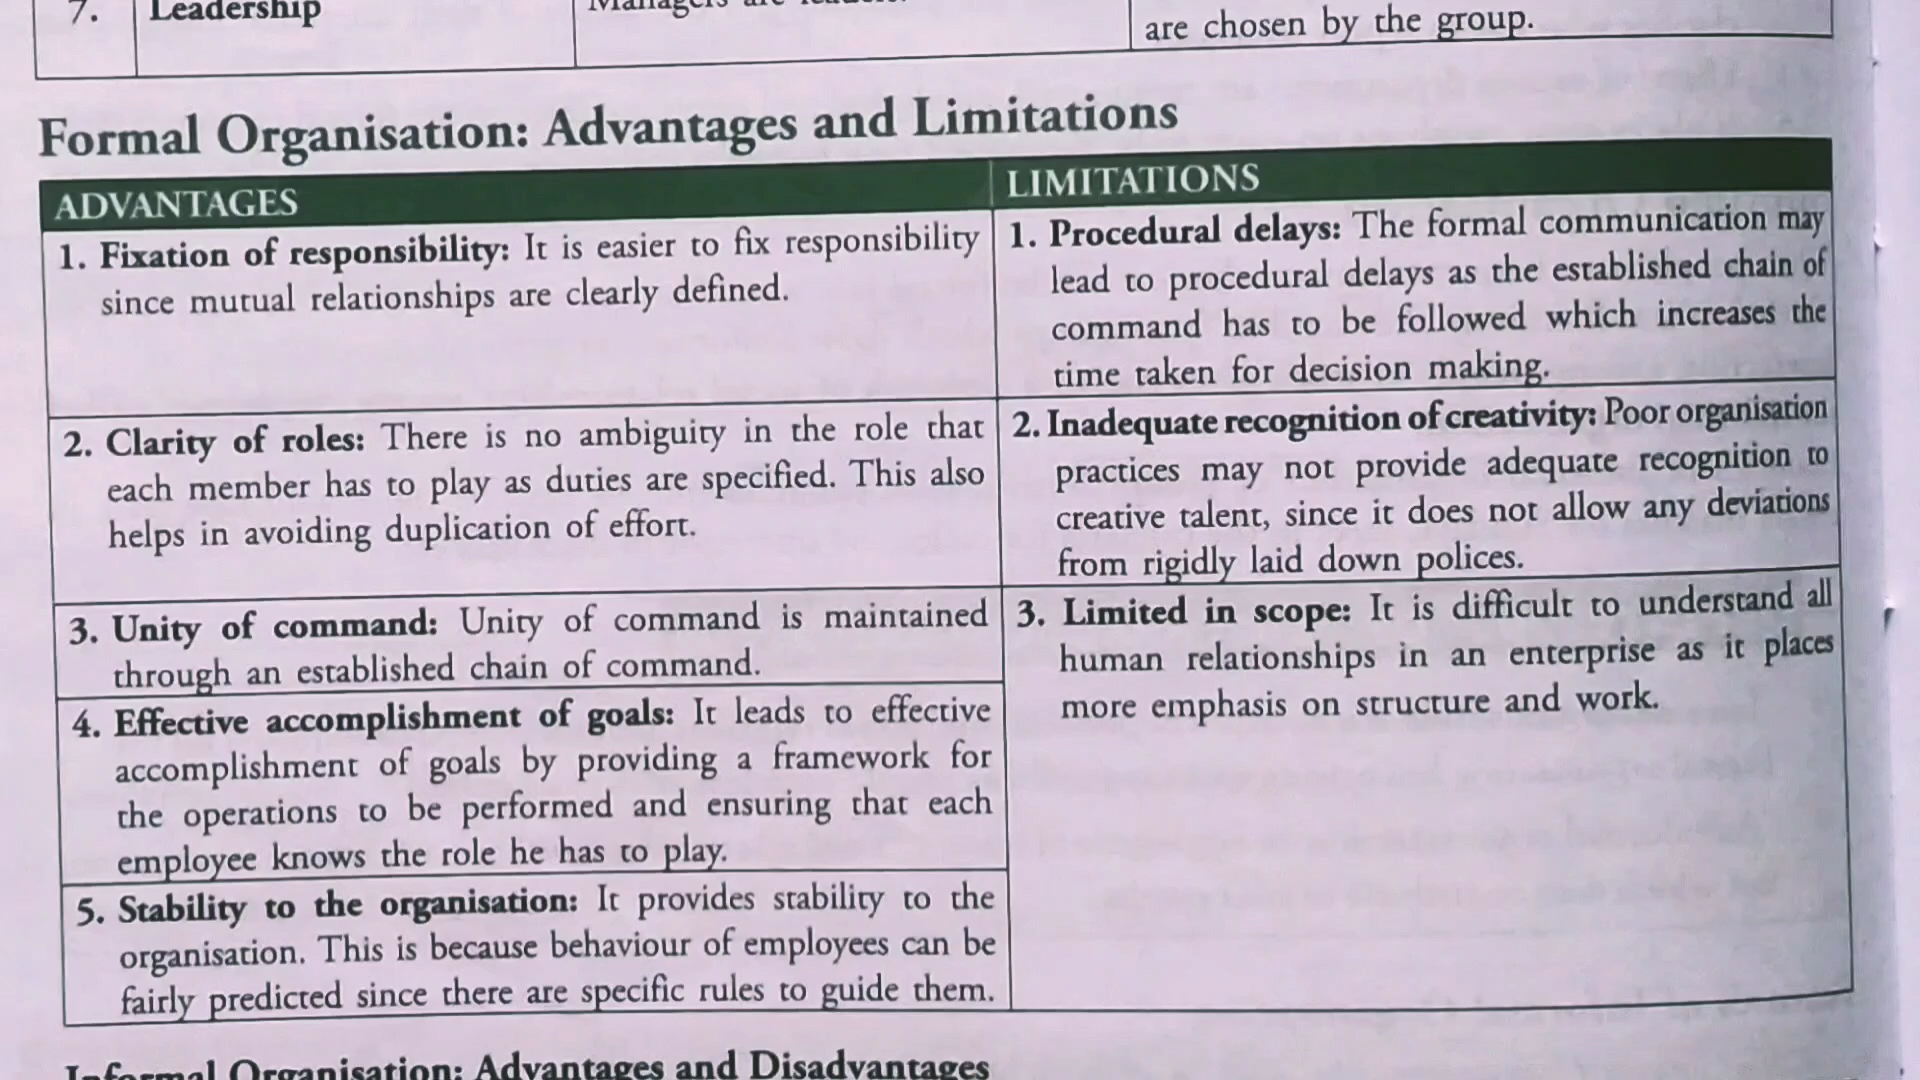 7. Leadership
are chosen by the group.
Formal Organisation: Advantages and Limitations
ADVANTAGES
1. Fixation of responsibility: It is easier to fix responsibility
since mutual relationships are clearly defined.
2. Clarity of roles: There is no ambiguity in the role that
each member has to play as duties are specified. This also
helps in avoiding duplication of effort.
3. Unity of command: Unity of command is maintained
through an established chain of command.
4. Effective accomplishment of goals: It leads to effective
accomplishment of goals by providing a framework for
the operations to be performed and ensuring that each
employee knows the role he has to play.
5. Stability to the organisation: It provides stability to the
organisation. This is because behaviour of employees can be
fairly predicted since there are specific rules to guide them.
LIMITATIONS
1. Procedural delays: The formal communication may
lead to procedural delays as the established chain of
command has to be followed which increases the
time taken for decision making.
2. Inadequate recognition of creativity: Poor organisation
practices may not provide adequate recognition to
creative talent, since it does not allow any deviations
from rigidly laid down polices.
3. Limited in scope: It is difficult to understand all
human relationships in an enterprise as it places
more emphasis on structure and work.
Informal Organisation: Advantages and Disadvantages